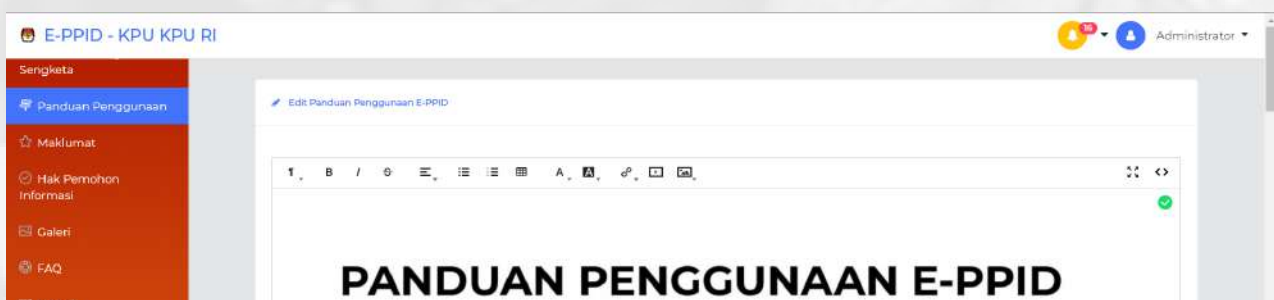 E-PPID - KPU KPU RI
16
Administrator
Sengketa
Panduan Penggunaan
Maklumat
Hak Pemohon
Informasi
Galeri
FAQ
Edit Panduan Penggunaan E-PPID
B I S A A
PANDUAN PENGGUNAAN E-PPID